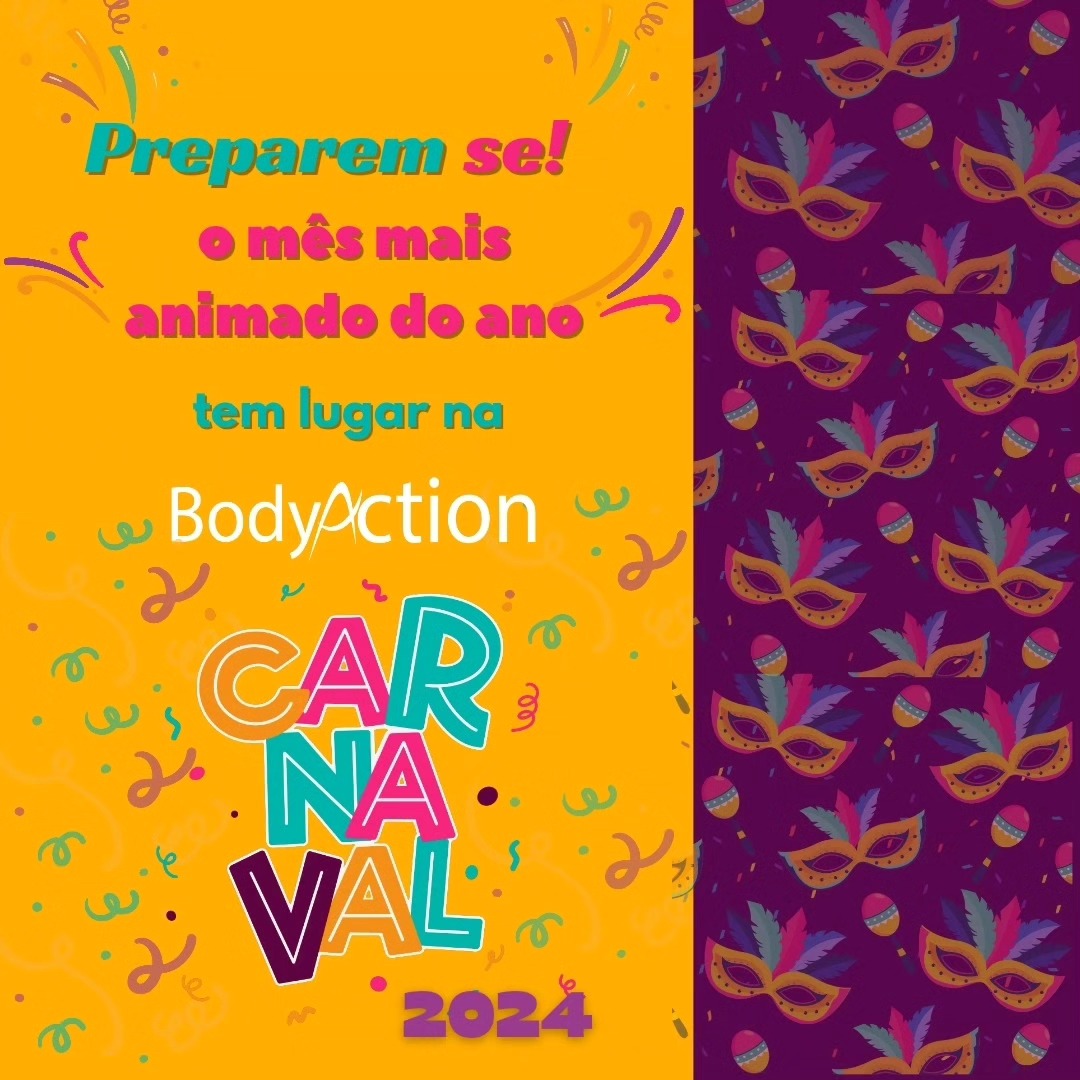 Preparem se!
o mês mais
animado do ano
tem lugar na
BodyAction
CAR
NA
VAL
2024